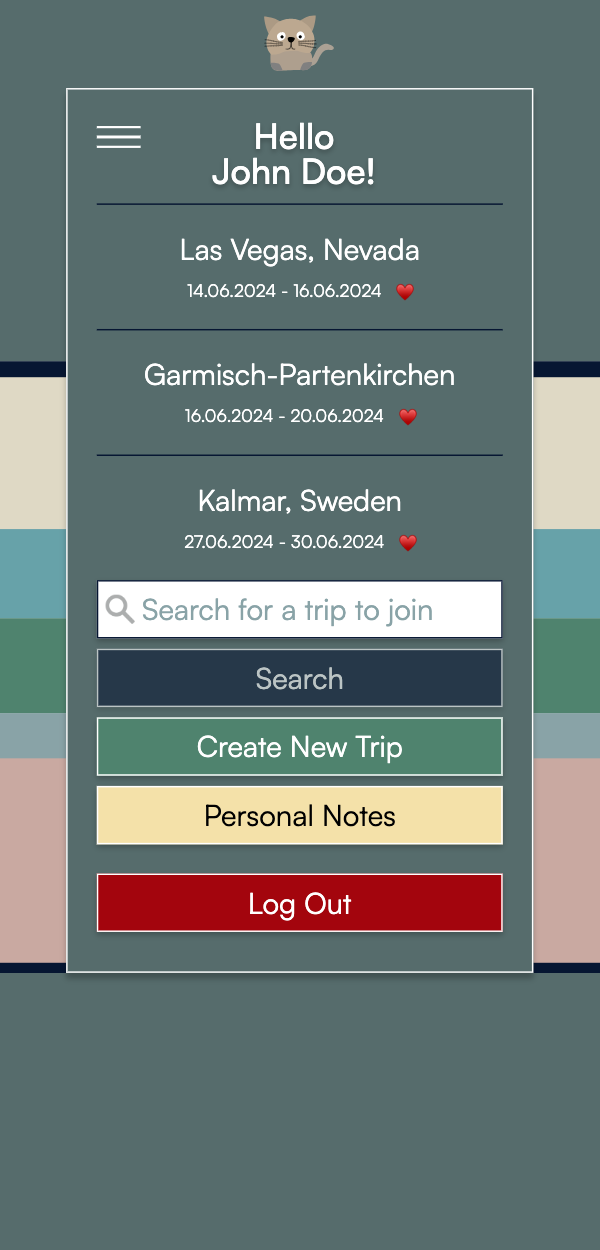 Hello
John Doe!
Las Vegas, Nevada
14.06.2024 - 16.06.2024 ♥️
Garmisch-Partenkirchen
16.06.2024 - 20.06.2024 ♥️
Kalmar, Sweden
27.06.2024 - 30.06.2024 ♥️
Search for a trip to join
Search
Create New Trip
Personal Notes
Log Out